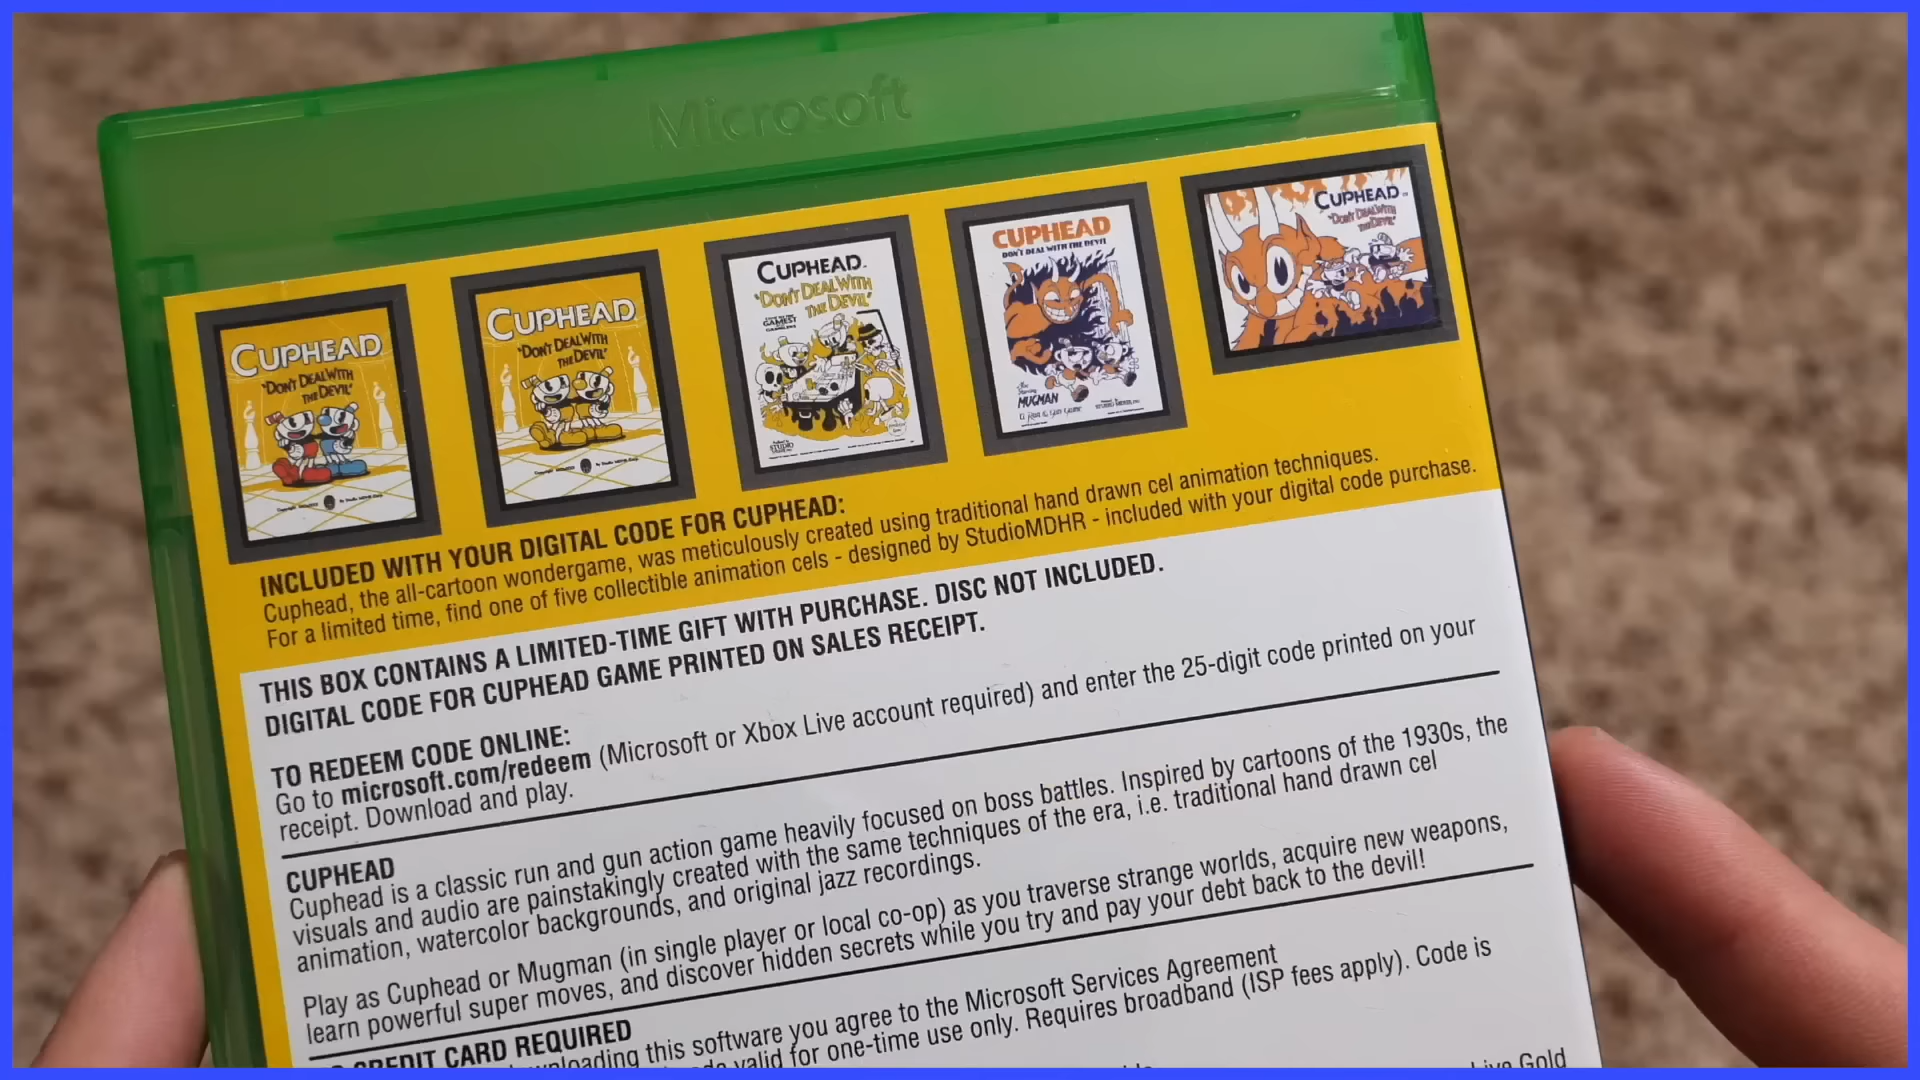 Microsoft
CUPHEAD
"DON'T DEAL WITH
THE DEVIL"
CUPHEAD
"DON'T DEAL WITH
THE DEVIL"
CUPHEAD
"DON'T DEAL WITH
THE DEVIL"
CUPHEAD
DON'T DEAL WITH THE DEVIL
MUGMAN
CUPHEAD
"DON'T DEAL WITH
THE DEVIL"
INCLUDED WITH YOUR DIGITAL CODE FOR CUPHEAD:
Cuphead, the all-cartoon wondergame, was meticulously created using traditional hand drawn cel animation techniques.
For a limited time, find one of five collectible animation cels - designed by StudioMDHR - included with your digital code purchase.
THIS BOX CONTAINS A LIMITED-TIME GIFT WITH PURCHASE. DISC NOT INCLUDED.
DIGITAL CODE FOR CUPHEAD GAME PRINTED ON SALES RECEIPT.
TO REDEEM CODE ONLINE:
Go to microsoft.com/redeem (Microsoft or Xbox Live account required) and enter the 25-digit code printed on your
receipt. Download and play.
CUPHEAD
Cuphead is a classic run and gun action game heavily focused on boss battles. Inspired by cartoons of the 1930s, the
visuals and audio are painstakingly created with the same techniques of the era, i.e. traditional hand drawn cel
animation, watercolor backgrounds, and original jazz recordings.
Play as Cuphead or Mugman (in single player or local co-op) as you traverse strange worlds, acquire new weapons,
learn powerful super moves, and discover hidden secrets while you try and pay your debt back to the devil!
CREDIT CARD REQUIRED
this software you agree to the Microsoft Services Agreement
valid for one-time use only. Requires broadband (ISP fees apply). Code is
Live Gold